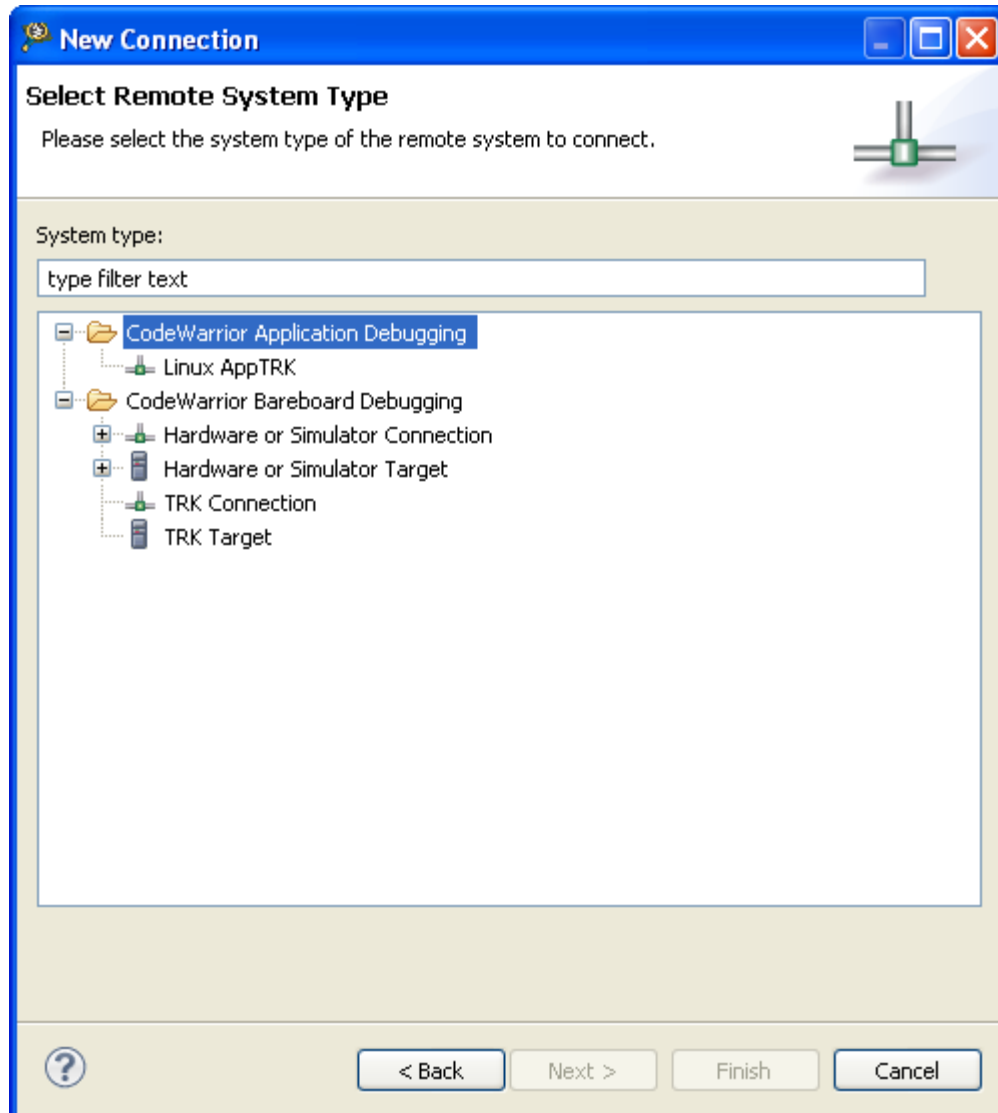 New Connection
Select Remote System Type
Please select the system type of the remote system to connect.
System type:
type filter text
CodeWarrior Application Debugging
Linux AppTRK
CodeWarrior Bareboard Debugging
Hardware or Simulator Connection
Hardware or Simulator Target
TRK Connection
TRK Target
? < Back Next > Finish Cancel